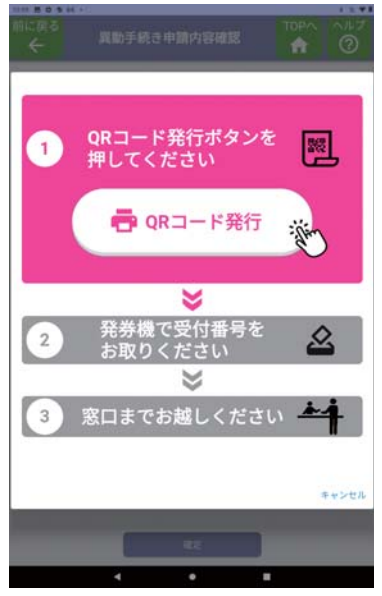 前に戻る
異動手続き申請内容確認
TOPへ
ヘルプ
1
QRコード発行ボタンを
押してください
QRコード発行
2
発券機で受付番号を
お取りください
3
窓口までお越しください
キャンセル
確定